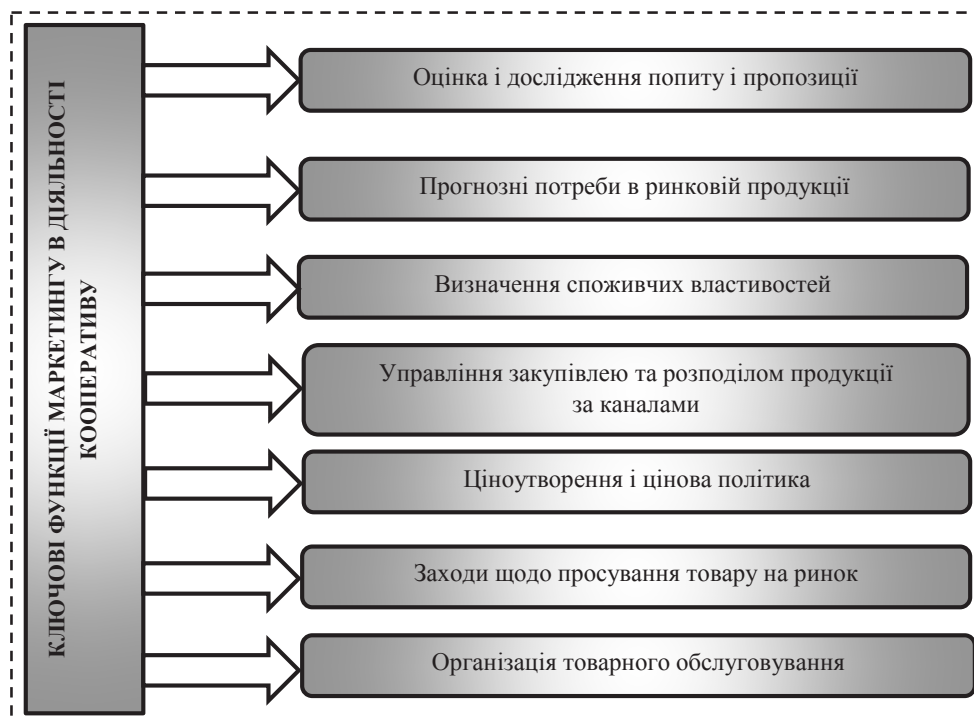 КЛЮЧОВІ ФУНКЦІЇ МАРКЕТИНГУ В ДІЯЛЬНОСТІ
КООПЕРАТИВУ
Оцінка і дослідження попиту і пропозиції
Прогнозні потреби в ринковій продукції
Визначення споживчих властивостей
Управління закупівлею та розподілом продукції
за каналами
Ціноутворення і цінова політика
Заходи щодо просування товару на ринок
Організація товарного обслуговування